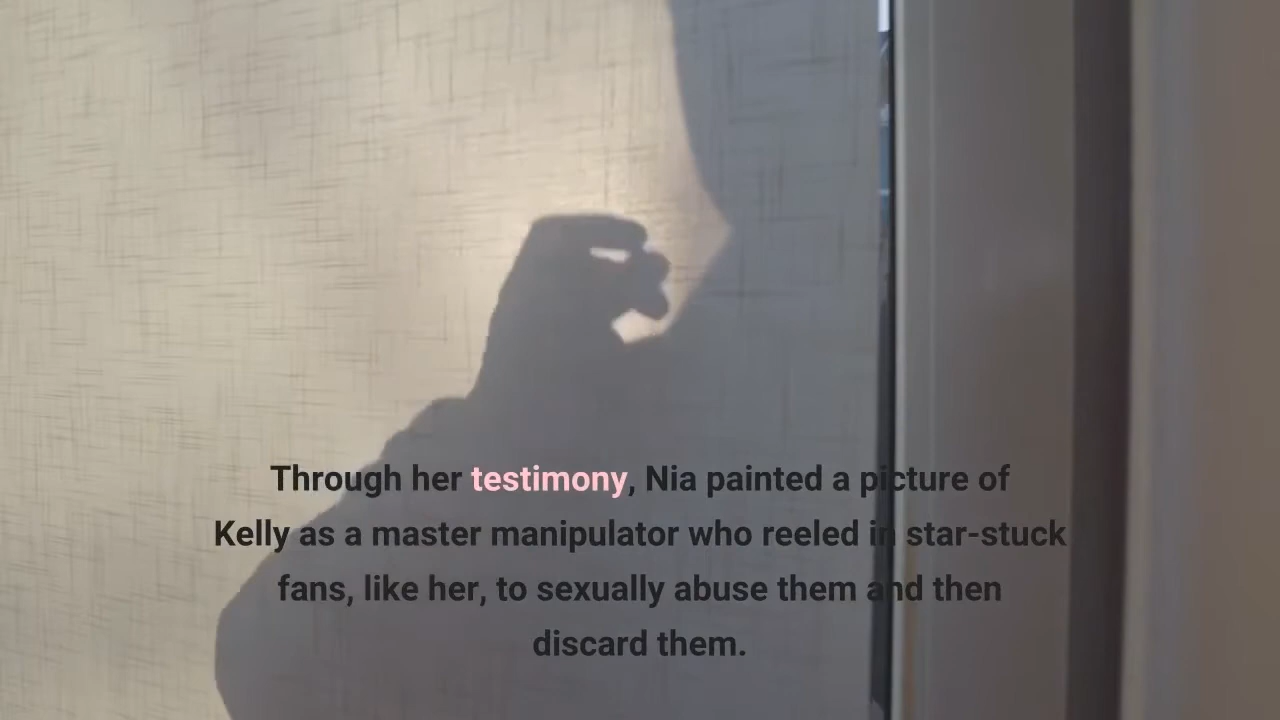 Through her testimony, Nia painted a picture of
Kelly as a master manipulator who reeled in star-stuck
fans, like her, to sexually abuse them and then
discard them.